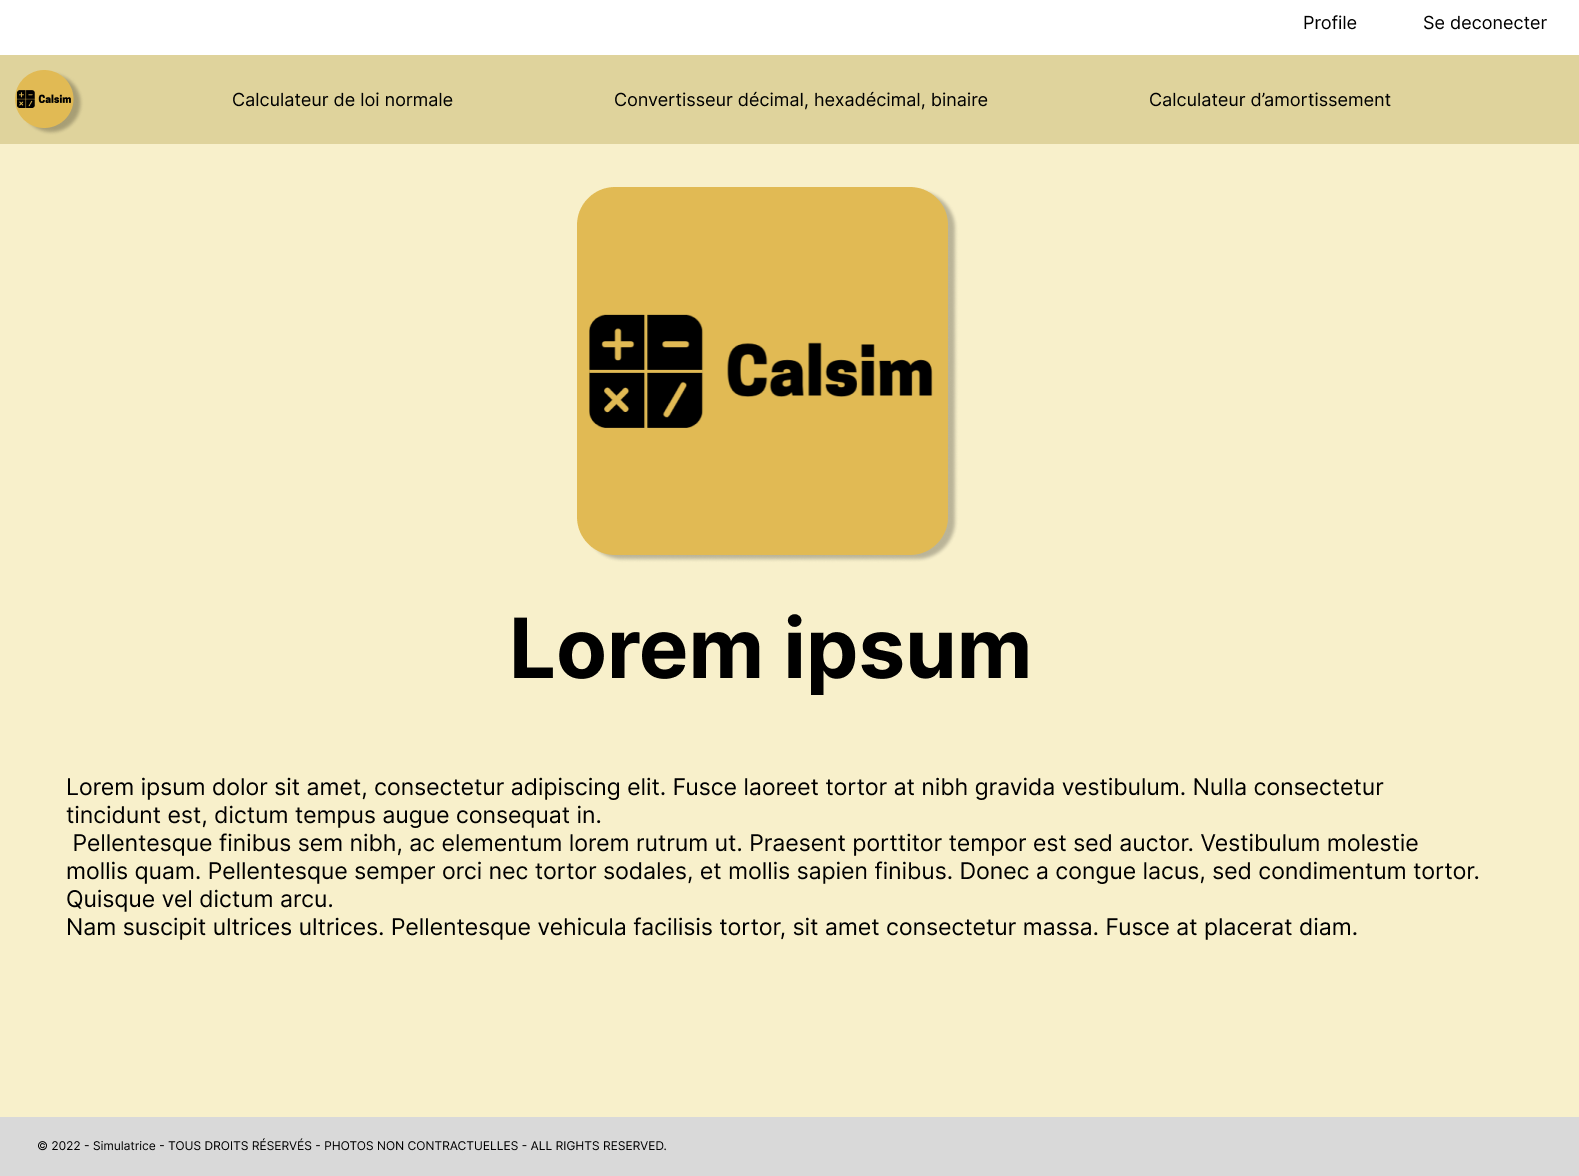 Profile Se deconecter
Calsim Calculateur de loi normale Convertisseur décimal, hexadécimal, binaire Calculateur d’amortissement
+ −
× / Calsim
Lorem ipsum
Lorem ipsum dolor sit amet, consectetur adipiscing elit. Fusce laoreet tortor at nibh gravida vestibulum. Nulla consectetur
tincidunt est, dictum tempus augue consequat in.
Pellentesque finibus sem nibh, ac elementum lorem rutrum ut. Praesent porttitor tempor est sed auctor. Vestibulum molestie
mollis quam. Pellentesque semper orci nec tortor sodales, et mollis sapien finibus. Donec a congue lacus, sed condimentum tortor.
Quisque vel dictum arcu.
Nam suscipit ultrices ultrices. Pellentesque vehicula facilisis tortor, sit amet consectetur massa. Fusce at placerat diam.
© 2022 - Simulatrice - TOUS DROITS RÉSERVÉS - PHOTOS NON CONTRACTUELLES - ALL RIGHTS RESERVED.